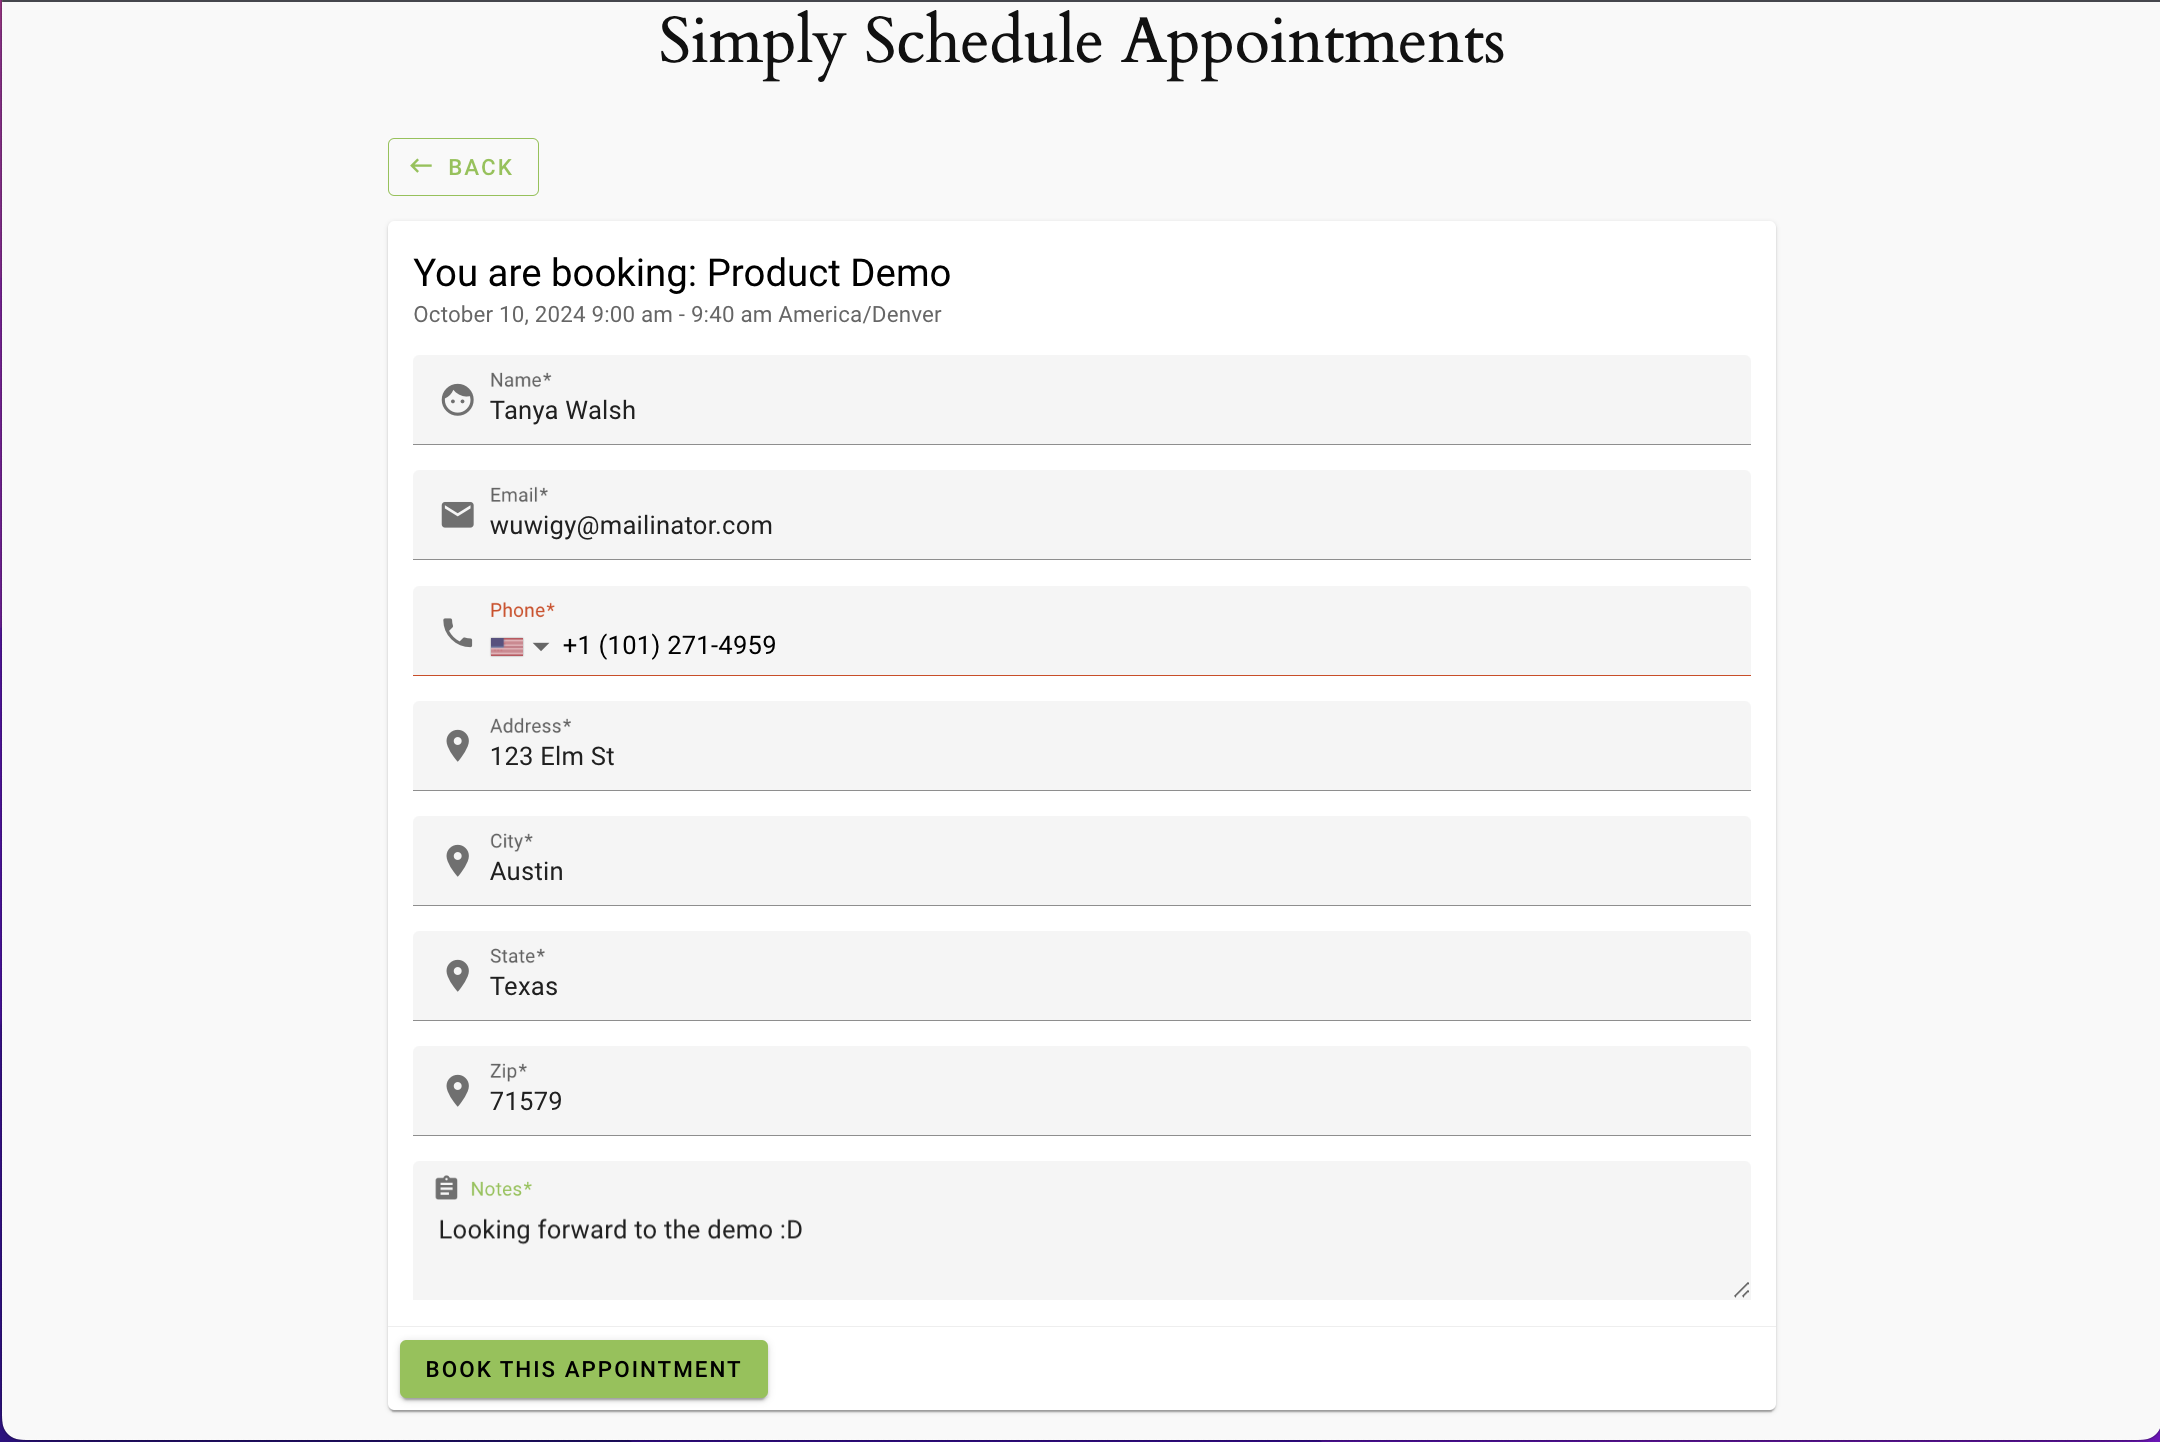 Simply Schedule Appointments
BACK
You are booking: Product Demo
October 10, 2024 9:00 am - 9:40 am America/Denver
Name*
Tanya Walsh
Email*
wuwigy@mailinator.com
Phone*
+1 (101) 271-4959
Address*
123 Elm St
City*
Austin
State*
Texas
Zip*
71579
Notes*
Looking forward to the demo :D
BOOK THIS APPOINTMENT